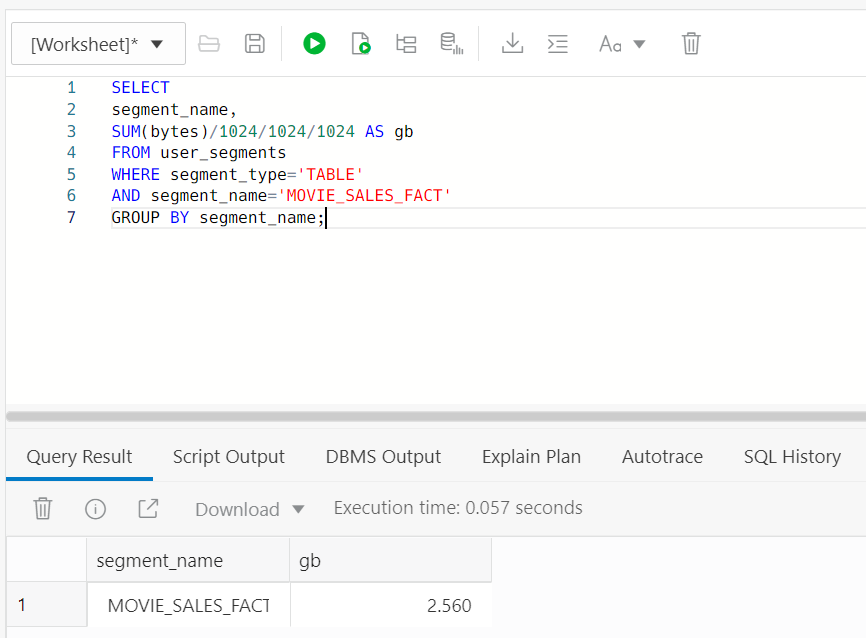 [Worksheet]*
Aa
1 SELECT
2 segment_name,
3 SUM(bytes)/1024/1024/1024 AS gb
4 FROM user_segments
5 WHERE segment_type='TABLE'
6 AND segment_name='MOVIE_SALES_FACT'
7 GROUP BY segment_name;
Query Result Script Output DBMS Output Explain Plan Autotrace SQL History
Download Execution time: 0.057 seconds
segment_name gb
1 MOVIE_SALES_FACT 2.560